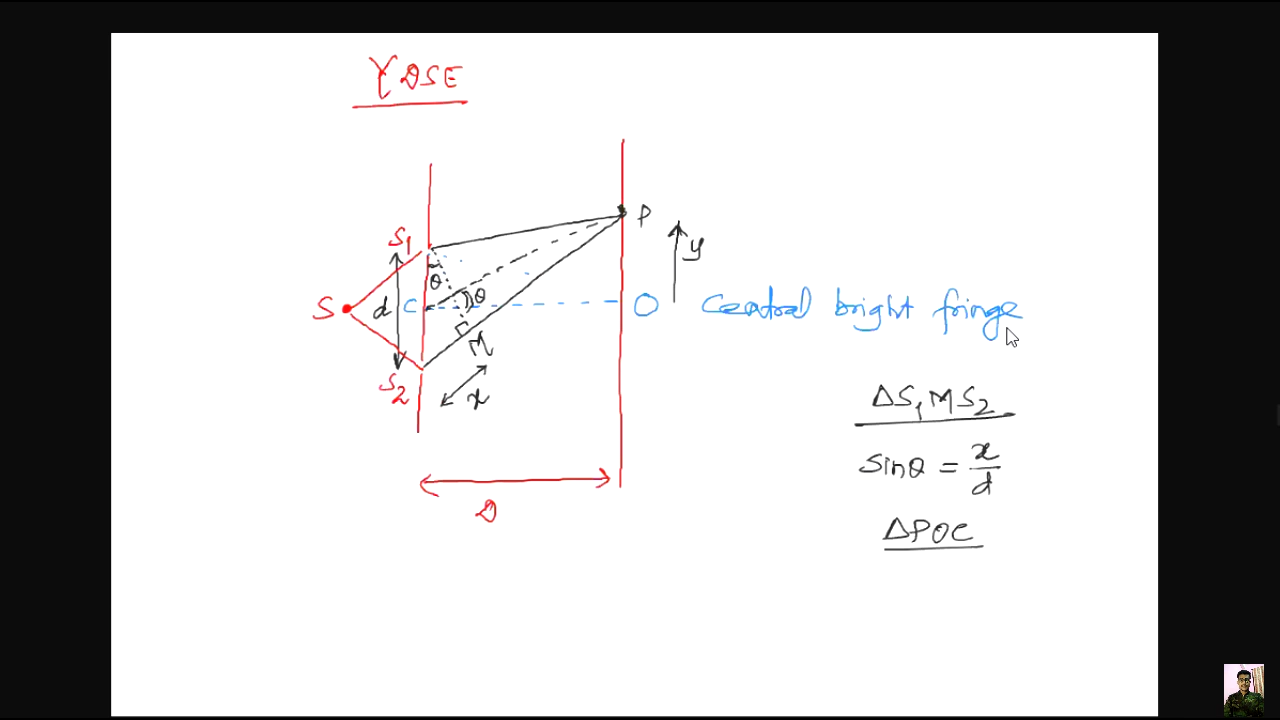 YDSE
P
S1
y
θ
θ
S
d
C
O Central bright fringe
M
S2
x
ΔS1MS2
sinθ = x/d
D
ΔPOC